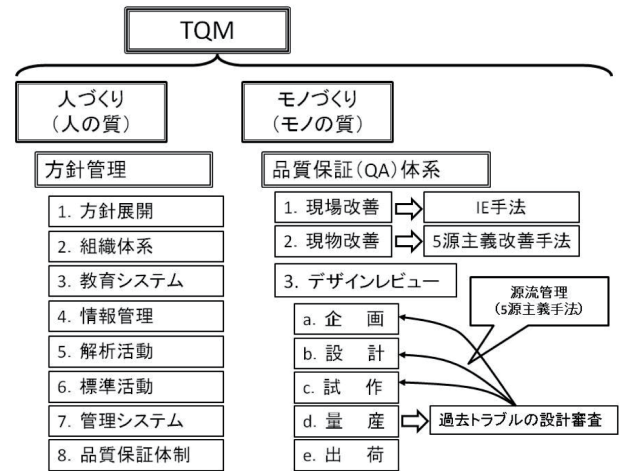 TQM
人づくり
(人の質)
モノづくり
(モノの質)
方針管理
1. 方針展開
2. 組織体系
3. 教育システム
4. 情報管理
5. 解析活動
6. 標準活動
7. 管理システム
8. 品質保証体制
品質保証(QA)体系
1. 現場改善
IE手法
2. 現物改善
5源主義改善手法
3. デザインレビュー
源流管理
(5源主義手法)
a. 企 画
b. 設 計
c. 試 作
d. 量 産
過去トラブルの設計審査
e. 出 荷